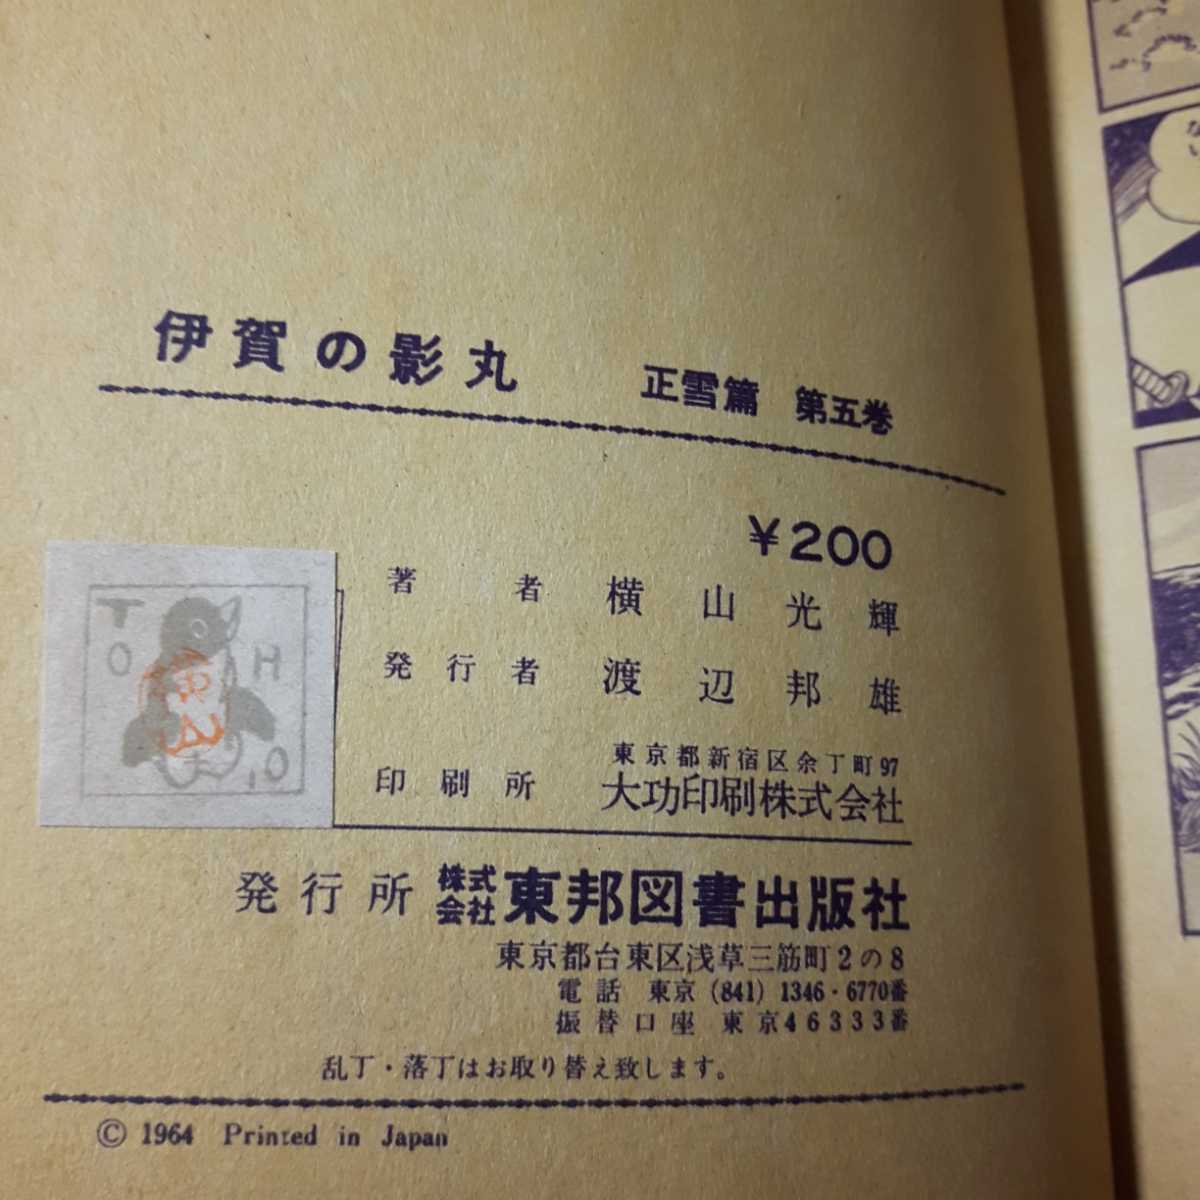 伊賀の影丸 正雪篇 第五巻
¥200
著者 横山光輝
発行者 渡辺邦雄
東京都新宿区余丁町97
印刷所 大功印刷株式会社
TOHO
横山
発行所 株式会社 東邦図書出版社
東京都台東区浅草三筋町2の8
電話 東京 (841) 1346・6770番
振替口座 東京46333番
乱丁・落丁はお取り替え致します。
© 1964 Printed in Japan
ない